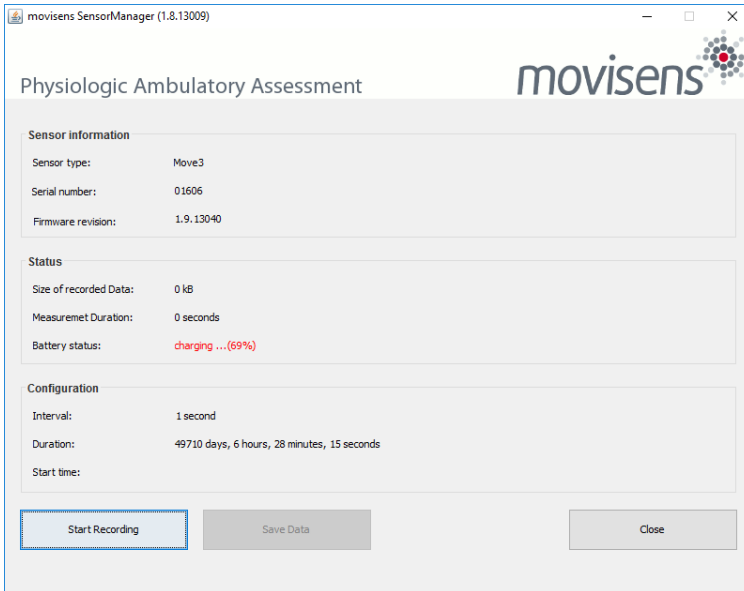 movisens SensorManager (1.8.13009)
Physiologic Ambulatory Assessment
movisens
Sensor information
Sensor type: Move3
Serial number: 01606
Firmware revision: 1.9.13040
Status
Size of recorded Data: 0 kB
Measuremet Duration: 0 seconds
Battery status: charging ...(69%)
Configuration
Interval: 1 second
Duration: 49710 days, 6 hours, 28 minutes, 15 seconds
Start time:
Start Recording Save Data Close